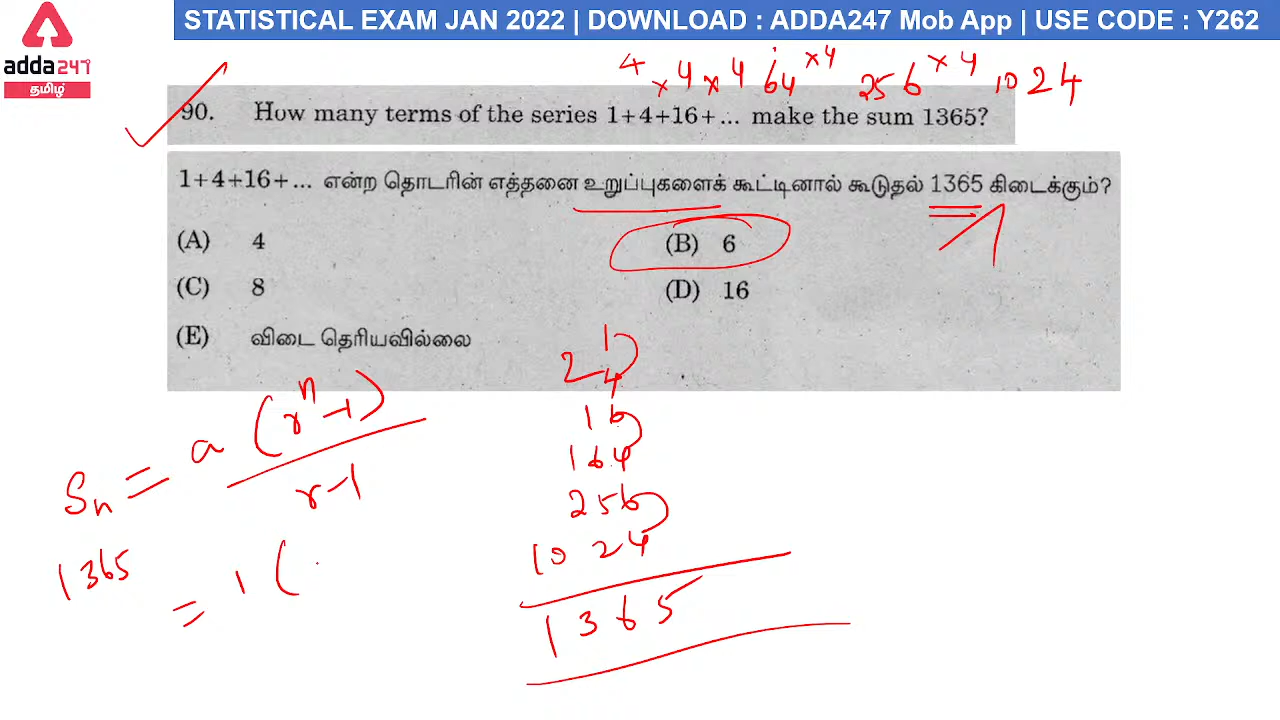 STATISTICAL EXAM JAN 2022 | DOWNLOAD : ADDA247 Mob App | USE CODE : Y262
adda247
தமிழ்
4 ×4 ×4 64 ×4 256 ×4 1024
90. How many terms of the series 1+4+16+... make the sum 1365?
1+4+16+... என்ற தொடரின் எத்தனை உறுப்புகளைக் கூட்டினால் கூடுதல் 1365 கிடைக்கும்?
(A) 4 (B) 6
(C) 8 (D) 16
(E) விடை தெரியவில்லை
Sn = a (r^n -1)
r-1
1365 = 1 (
1
2 4
16
164
256
1024
1365